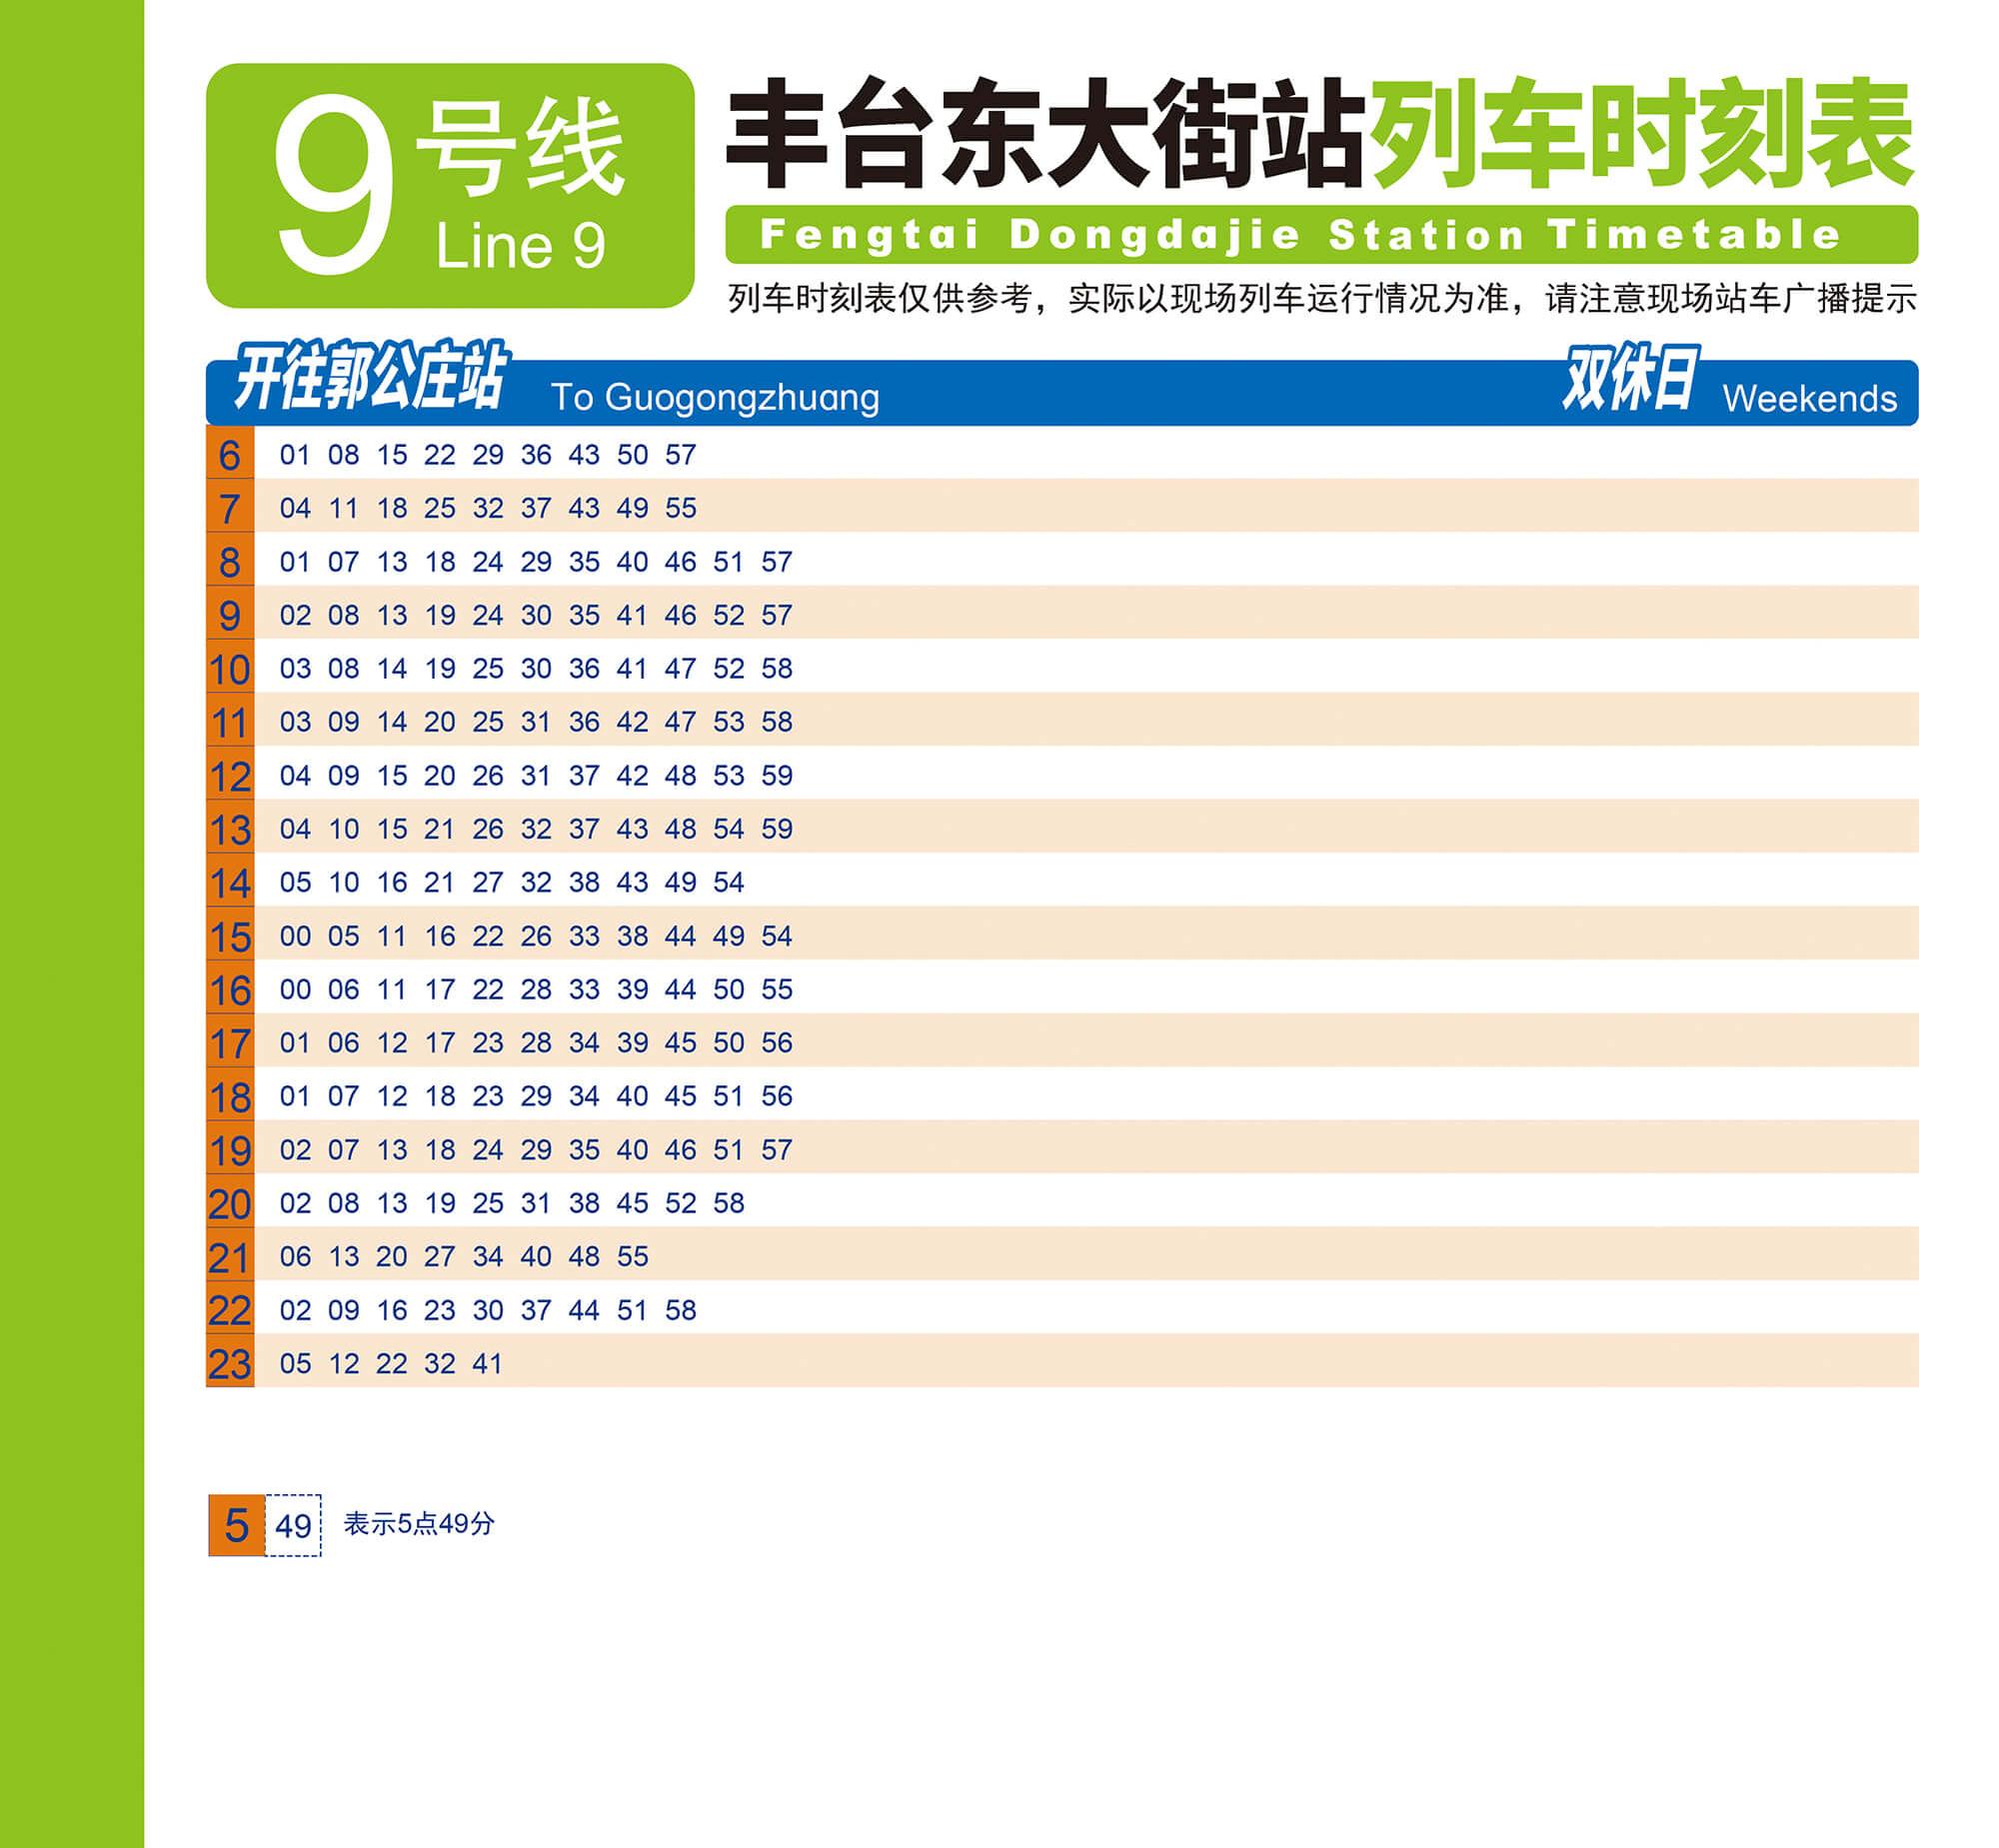 9号线
Line 9
丰台东大街站列车时刻表
Fengtai Dongdajie Station Timetable
列车时刻表仅供参考，实际以现场列车运行情况为准，请注意现场站车广播提示
开往郭公庄站 To Guogongzhuang 双休日 Weekends
6 01 08 15 22 29 36 43 50 57
7 04 11 18 25 32 37 43 49 55
8 01 07 13 18 24 29 35 40 46 51 57
9 02 08 13 19 24 30 35 41 46 52 57
10 03 08 14 19 25 30 36 41 47 52 58
11 03 09 14 20 25 31 36 42 47 53 58
12 04 09 15 20 26 31 37 42 48 53 59
13 04 10 15 21 26 32 37 43 48 54 59
14 05 10 16 21 27 32 38 43 49 54
15 00 05 11 16 22 26 33 38 44 49 54
16 00 06 11 17 22 28 33 39 44 50 55
17 01 06 12 17 23 28 34 39 45 50 56
18 01 07 12 18 23 29 34 40 45 51 56
19 02 07 13 18 24 29 35 40 46 51 57
20 02 08 13 19 25 31 38 45 52 58
21 06 13 20 27 34 40 48 55
22 02 09 16 23 30 37 44 51 58
23 05 12 22 32 41
5 49 表示5点49分